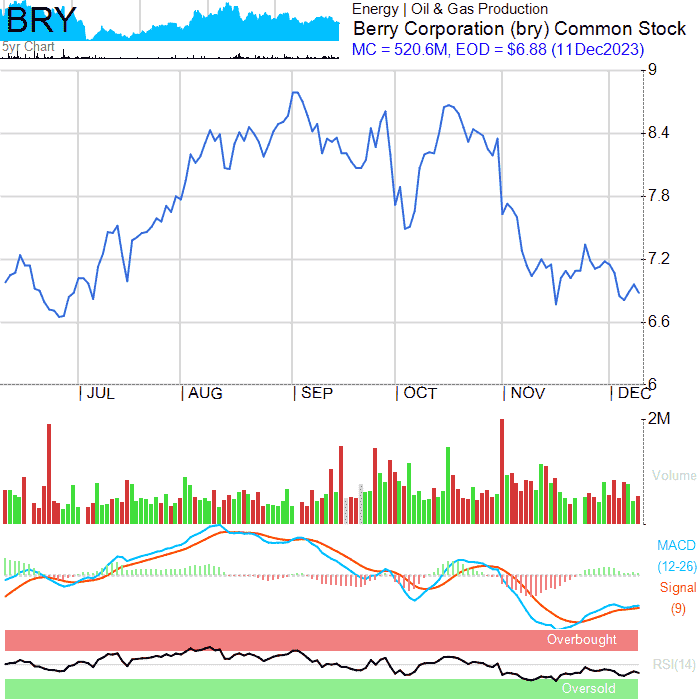 BRY
5yr Chart
Energy | Oil & Gas Production
Berry Corporation (bry) Common Stock
MC = 520.6M, EOD = $6.88 (11Dec2023)
9
8.4
7.8
7.2
6.6
6
| JUL | AUG | SEP | OCT | NOV | DEC
2M
Volume
MACD
(12-26)
Signal
(9)
Overbought
RSI(14)
Oversold